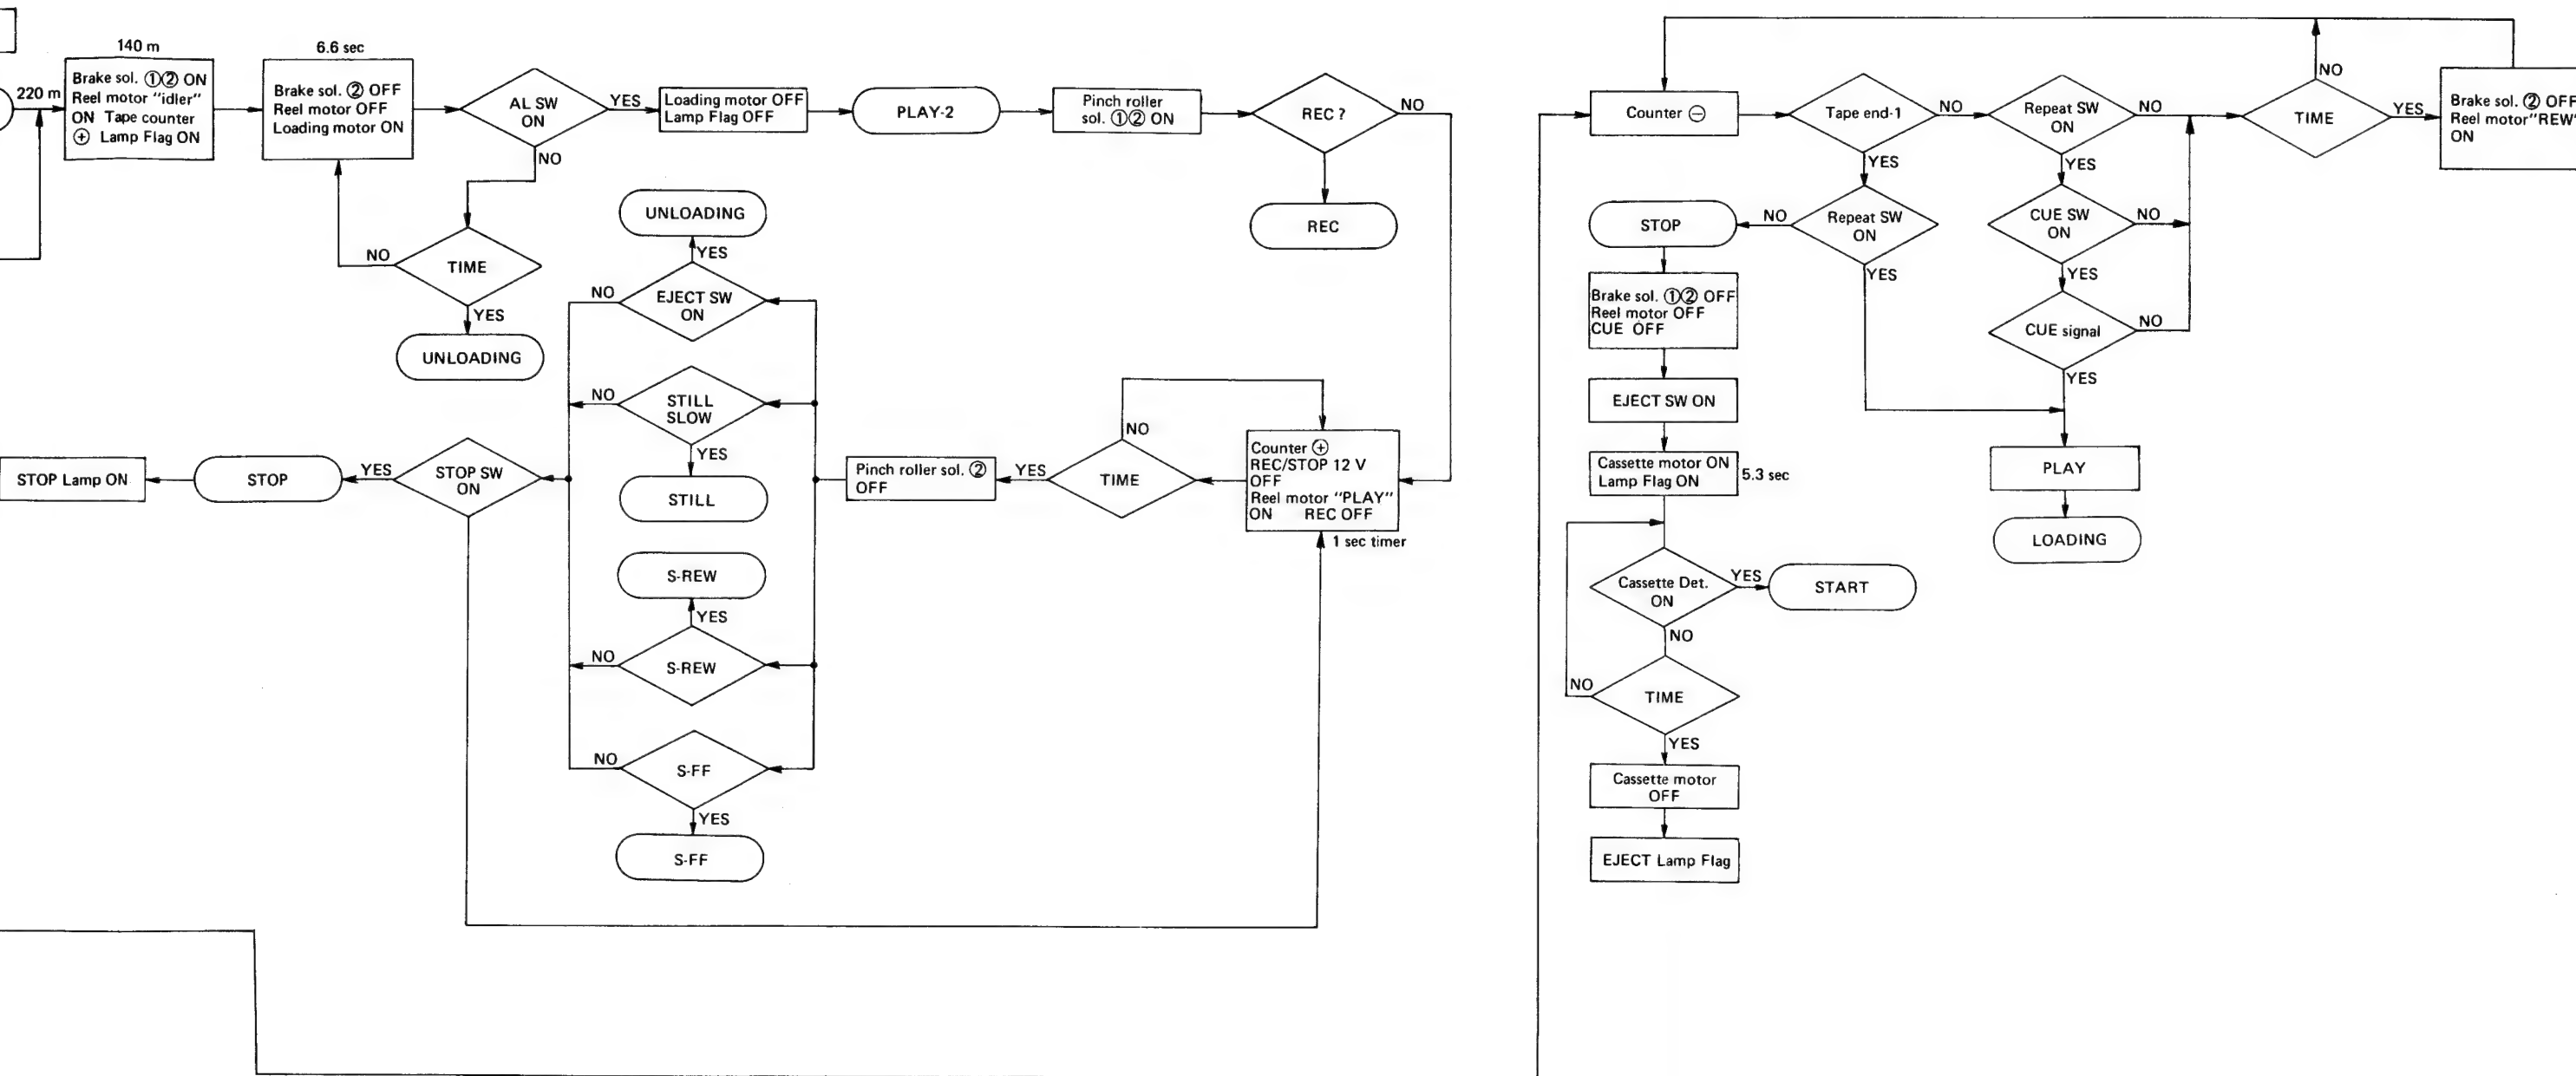 220 m
140 m
Brake sol. ①② ON
Reel motor "idler"
ON Tape counter
⊕ Lamp Flag ON
6.6 sec
Brake sol. ② OFF
Reel motor OFF
Loading motor ON
AL SW
ON
YES
NO
TIME
NO
YES
UNLOADING
Loading motor OFF
Lamp Flag OFF
PLAY-2
Pinch roller
sol. ①② ON
REC ?
NO
REC
Counter ⊕
REC/STOP 12 V
OFF
Reel motor "PLAY"
ON REC OFF
1 sec timer
TIME
NO
YES
Pinch roller sol. ②
OFF
UNLOADING
YES
EJECT SW
ON
NO
STILL
SLOW
NO
YES
STILL
S-REW
YES
S-REW
NO
S-FF
NO
YES
S-FF
STOP SW
ON
YES
STOP
STOP Lamp ON
Counter ⊖
Tape end-1
NO
YES
Repeat SW
ON
NO
YES
STOP
Brake sol. ①② OFF
Reel motor OFF
CUE OFF
EJECT SW ON
Cassette motor ON
Lamp Flag ON
5.3 sec
Cassette Det.
ON
YES
START
NO
TIME
NO
YES
Cassette motor
OFF
EJECT Lamp Flag
Repeat SW
ON
NO
YES
CUE SW
ON
NO
YES
CUE signal
NO
YES
PLAY
LOADING
TIME
NO
YES
Brake sol. ② OFF
Reel motor"REW"
ON